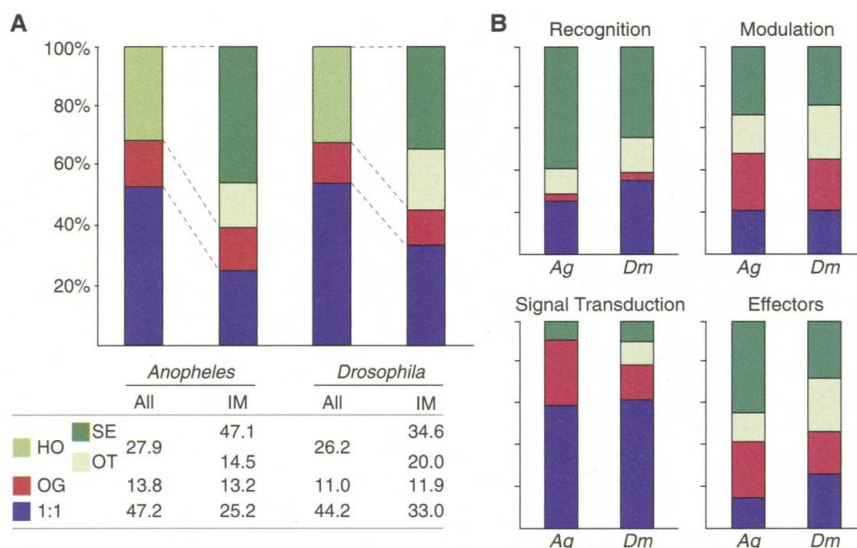 A
100%
80%
60%
40%
20%
Anopheles Drosophila
All IM All IM
SE 47.1 34.6
HO 27.9 26.2
OT 14.5 20.0
OG 13.8 13.2 11.0 11.9
1:1 47.2 25.2 44.2 33.0
B
Recognition Modulation
Ag Dm Ag Dm
Signal Transduction Effectors
Ag Dm Ag Dm